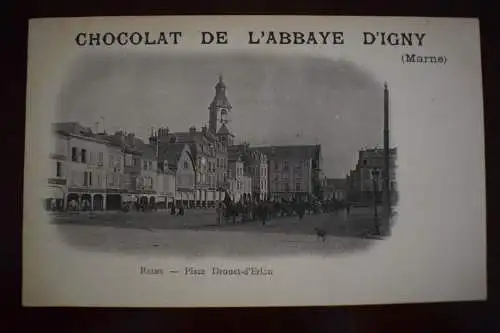 CHOCOLAT DE L'ABBAYE D'IGNY
(Marne)
Reims — Place Drouet-d'Erlon